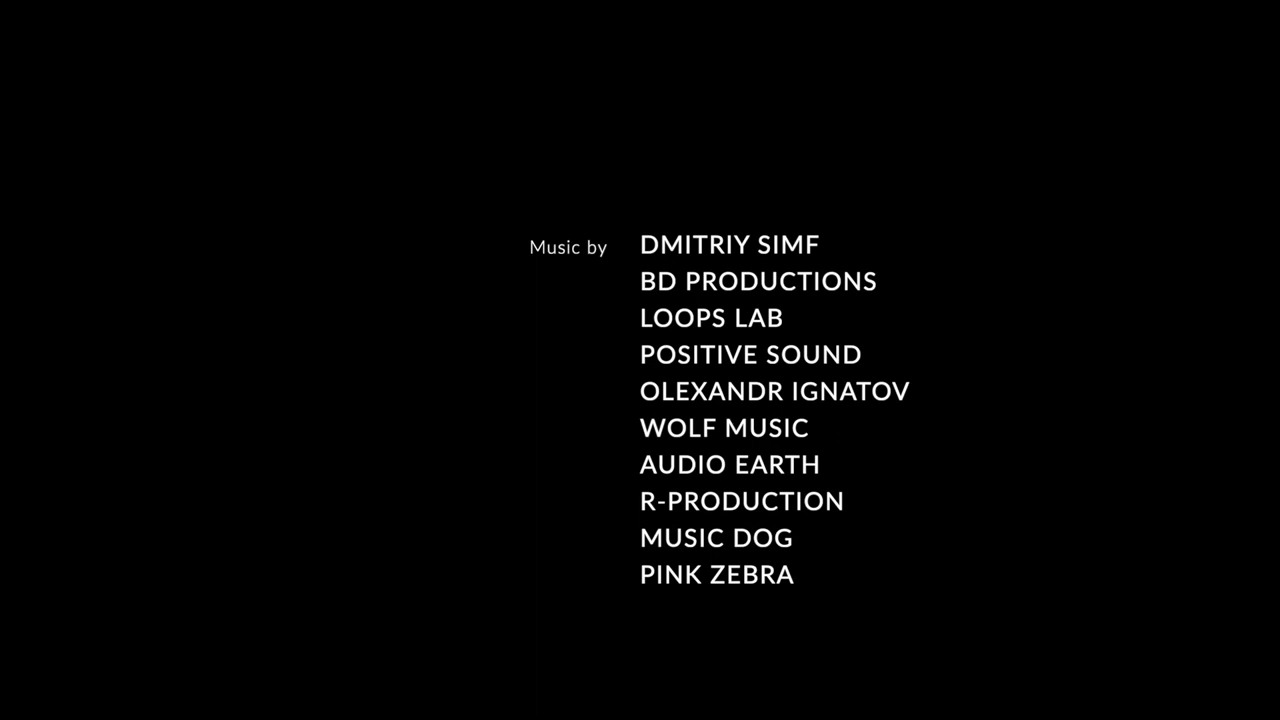 Music by DMITRIY SIMF
BD PRODUCTIONS
LOOPS LAB
POSITIVE SOUND
OLEXANDR IGNATOV
WOLF MUSIC
AUDIO EARTH
R-PRODUCTION
MUSIC DOG
PINK ZEBRA